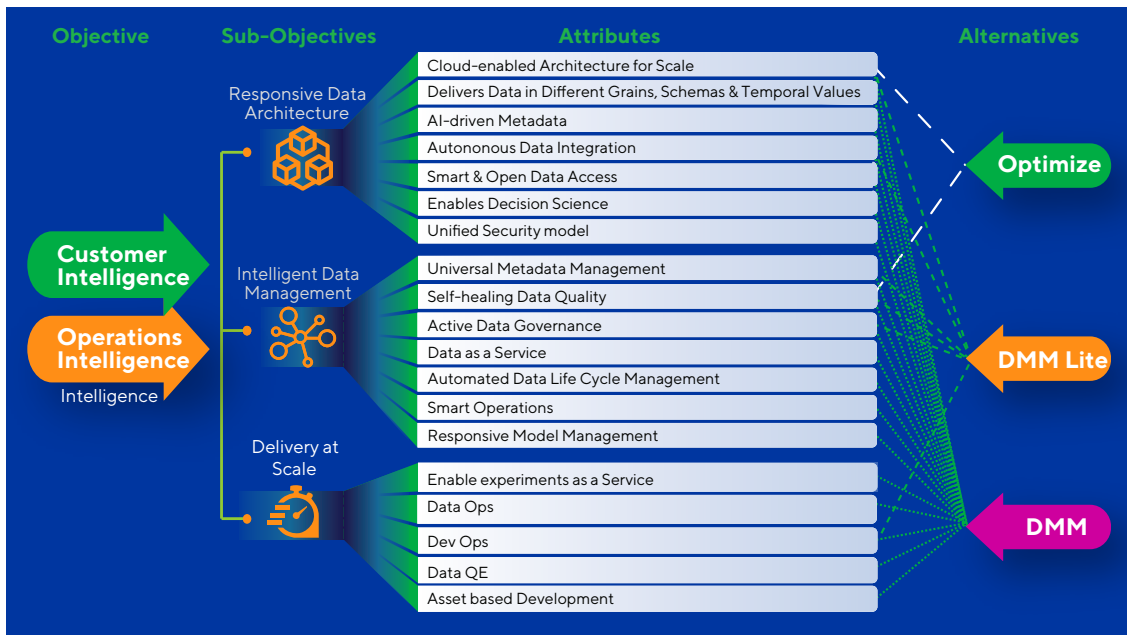 Objective
Sub-Objectives
Attributes
Alternatives
Customer
Intelligence
Operations
Intelligence
Intelligence
Responsive Data
Architecture
Cloud-enabled Architecture for Scale
Delivers Data in Different Grains, Schemas & Temporal Values
AI-driven Metadata
Autononous Data Integration
Smart & Open Data Access
Enables Decision Science
Unified Security model
Intelligent Data
Management
Universal Metadata Management
Self-healing Data Quality
Active Data Governance
Data as a Service
Automated Data Life Cycle Management
Smart Operations
Responsive Model Management
Delivery at
Scale
Enable experiments as a Service
Data Ops
Dev Ops
Data QE
Asset based Development
Optimize
DMM Lite
DMM